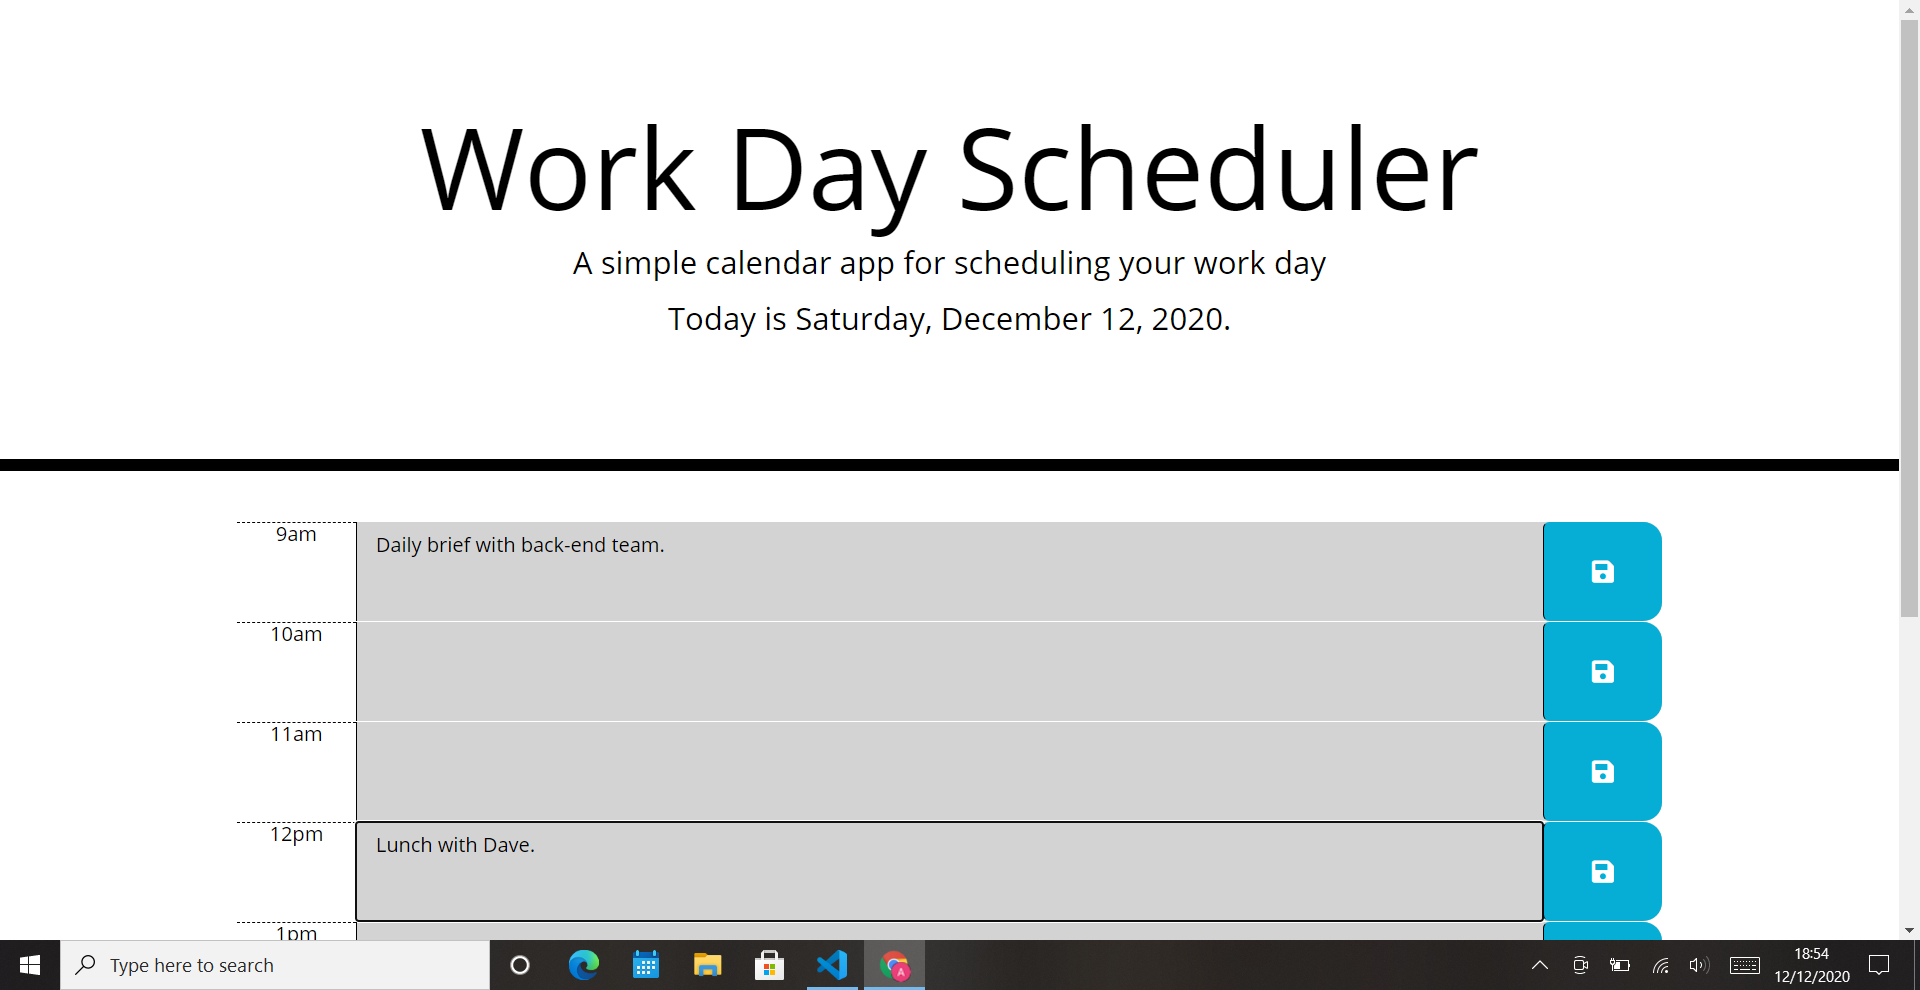 Work Day Scheduler
A simple calendar app for scheduling your work day
Today is Saturday, December 12, 2020.
9am
Daily brief with back-end team.
10am
11am
12pm
Lunch with Dave.
1pm
Type here to search
A
18:54
12/12/2020